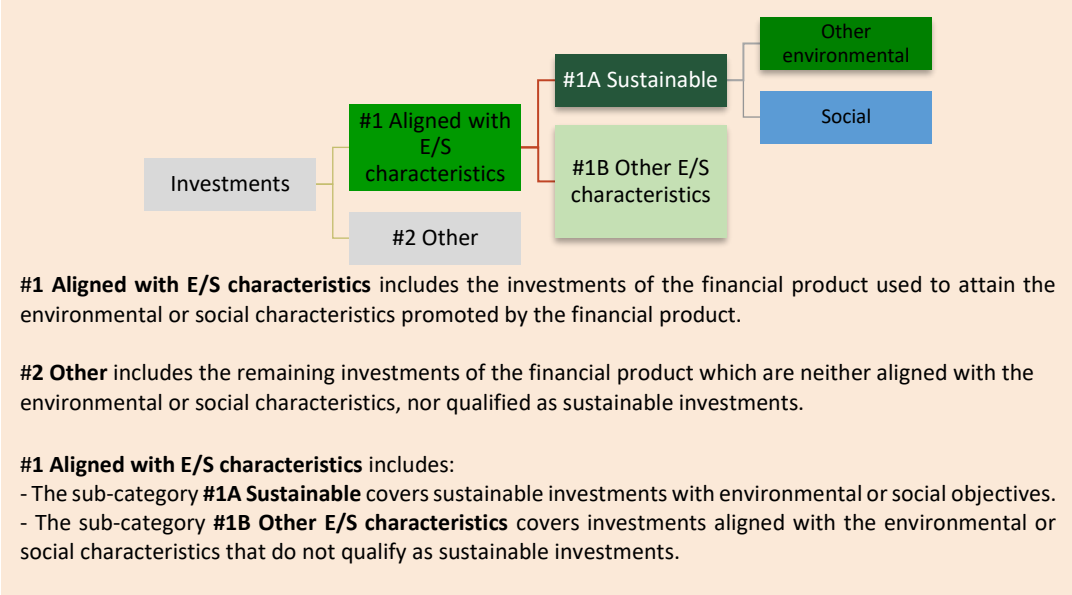 Other
environmental
#1A Sustainable
#1 Aligned with
E/S
characteristics
Social
#1B Other E/S
characteristics
Investments
#2 Other
#1 Aligned with E/S characteristics includes the investments of the financial product used to attain the
environmental or social characteristics promoted by the financial product.
#2 Other includes the remaining investments of the financial product which are neither aligned with the
environmental or social characteristics, nor qualified as sustainable investments.
#1 Aligned with E/S characteristics includes:
- The sub-category #1A Sustainable covers sustainable investments with environmental or social objectives.
- The sub-category #1B Other E/S characteristics covers investments aligned with the environmental or
social characteristics that do not qualify as sustainable investments.